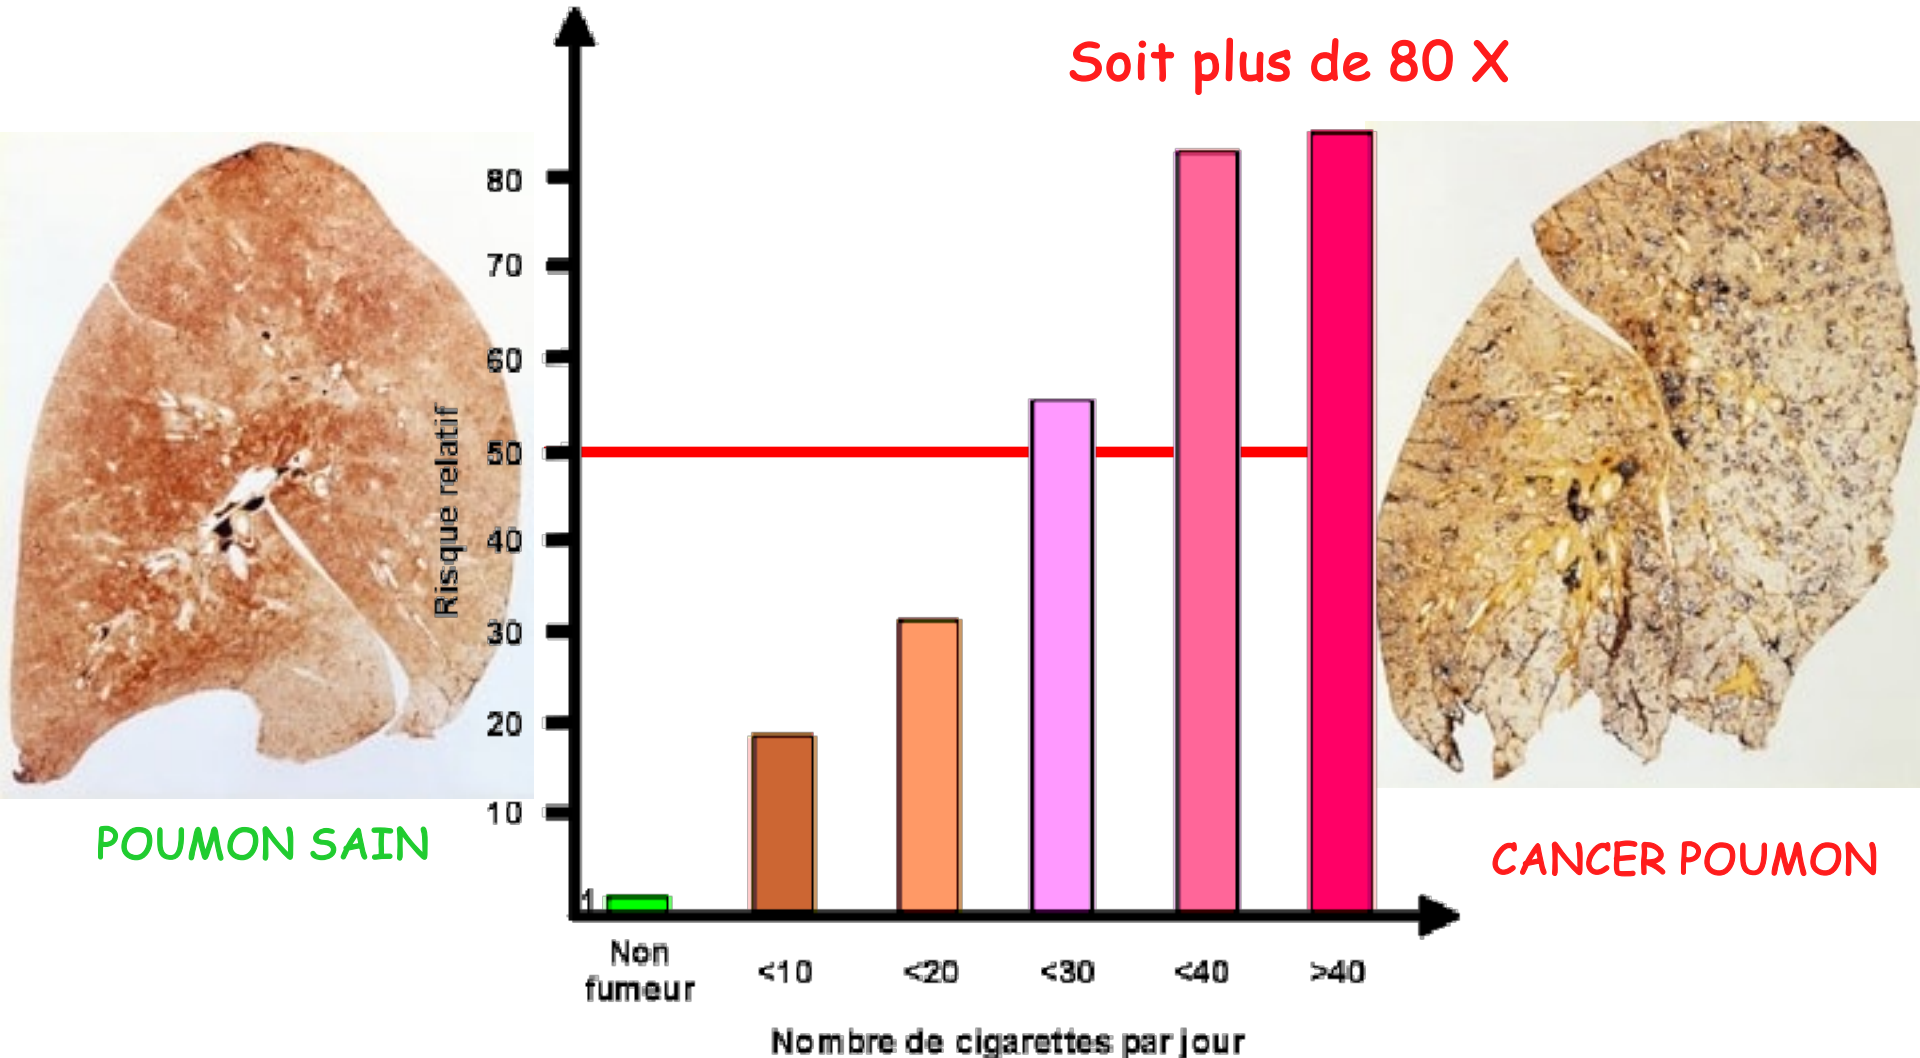 Soit plus de 80 X
80
70
60
50
40
30
20
10
1
Risque relatif
POUMON SAIN
CANCER POUMON
Non
fumeur
<10
<20
<30
<40
>40
Nombre de cigarettes par jour